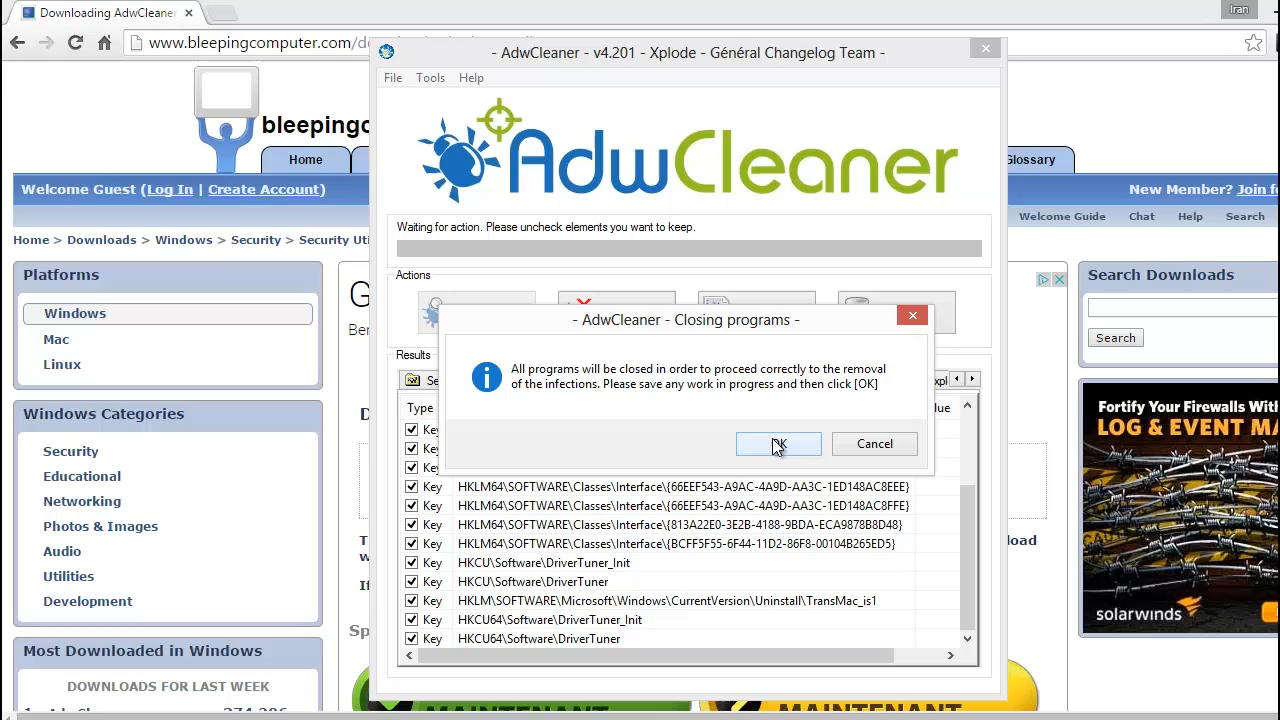 Downloading AdwCleaner
Iran
www.bleepingcomputer.com/d
- AdwCleaner - v4.201 - Xplode - Général Changelog Team -
File Tools Help
AdwCleaner
bleepingc
Home
Glossary
Welcome Guest (Log In | Create Account)
New Member? Join f
Welcome Guide Chat Help Search
Home > Downloads > Windows > Security > Security Uti
Waiting for action. Please uncheck elements you want to keep.
Actions
Platforms
Windows
Mac
Linux
Search Downloads
Search
- AdwCleaner - Closing programs -
All programs will be closed in order to proceed correctly to the removal
of the infections. Please save any work in progress and then click [OK]
OK
Cancel
Results
Type
Key
Key
Key
Key HKLM64\SOFTWARE\Classes\Interface\{66EEF543-A9AC-4A9D-AA3C-1ED148AC8EEE}
Key HKLM64\SOFTWARE\Classes\Interface\{66EEF543-A9AC-4A9D-AA3C-1ED148AC8FFE}
Key HKLM64\SOFTWARE\Classes\Interface\{813A22E0-3E2B-4188-9BDA-ECA9878B8D48}
Key HKLM64\SOFTWARE\Classes\Interface\{BCFF5F55-6F44-11D2-86F8-00104B265ED5}
Key HKCU\Software\DriverTuner_Init
Key HKCU\Software\DriverTuner
Key HKLM\SOFTWARE\Microsoft\Windows\CurrentVersion\Uninstall\TransMac_is1
Key HKCU64\Software\DriverTuner_Init
Key HKCU64\Software\DriverTuner
Windows Categories
Security
Educational
Networking
Photos & Images
Audio
Utilities
Development
Most Downloaded in Windows
DOWNLOADS FOR LAST WEEK
Fortify Your Firewalls With
LOG & EVENT MA
solarwinds
MAINTENANT
MAINTENANT